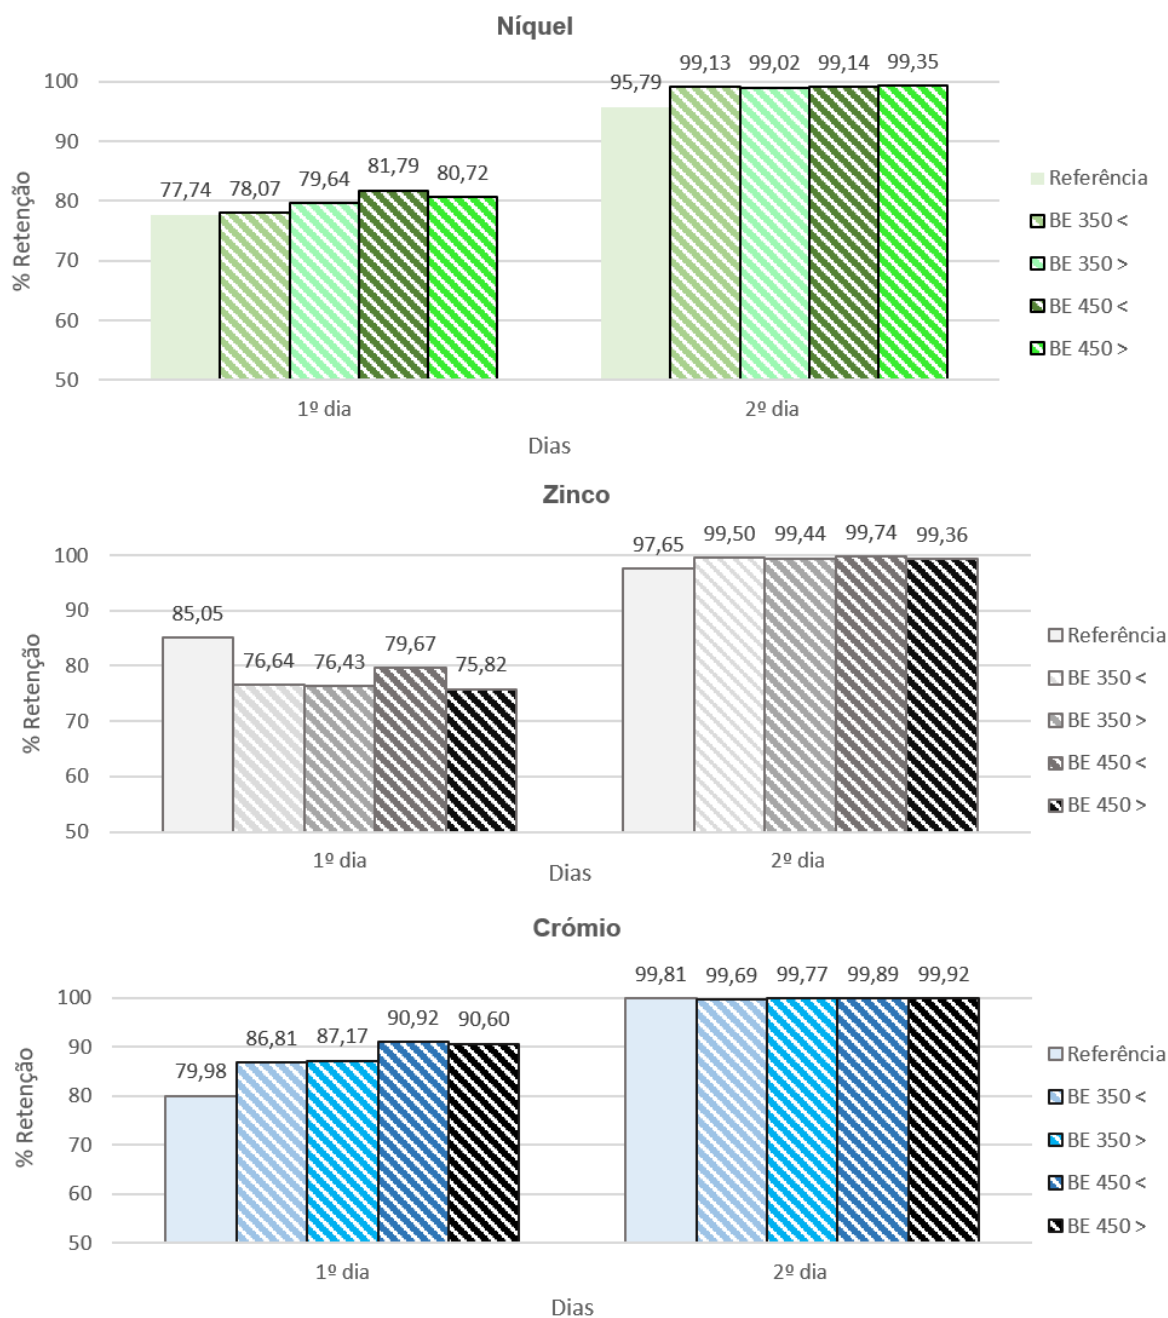 Níquel
% Retenção
100
90
80
70
60
50
77,74
78,07
79,64
81,79
80,72
95,79
99,13
99,02
99,14
99,35
1º dia
2º dia
Dias
Referência
BE 350 <
BE 350 >
BE 450 <
BE 450 >
Zinco
% Retenção
100
90
80
70
60
50
85,05
76,64
76,43
79,67
75,82
97,65
99,50
99,44
99,74
99,36
1º dia
2º dia
Dias
Referência
BE 350 <
BE 350 >
BE 450 <
BE 450 >
Crómio
% Retenção
100
90
80
70
60
50
79,98
86,81
87,17
90,92
90,60
99,81
99,69
99,77
99,89
99,92
1º dia
2º dia
Dias
Referência
BE 350 <
BE 350 >
BE 450 <
BE 450 >